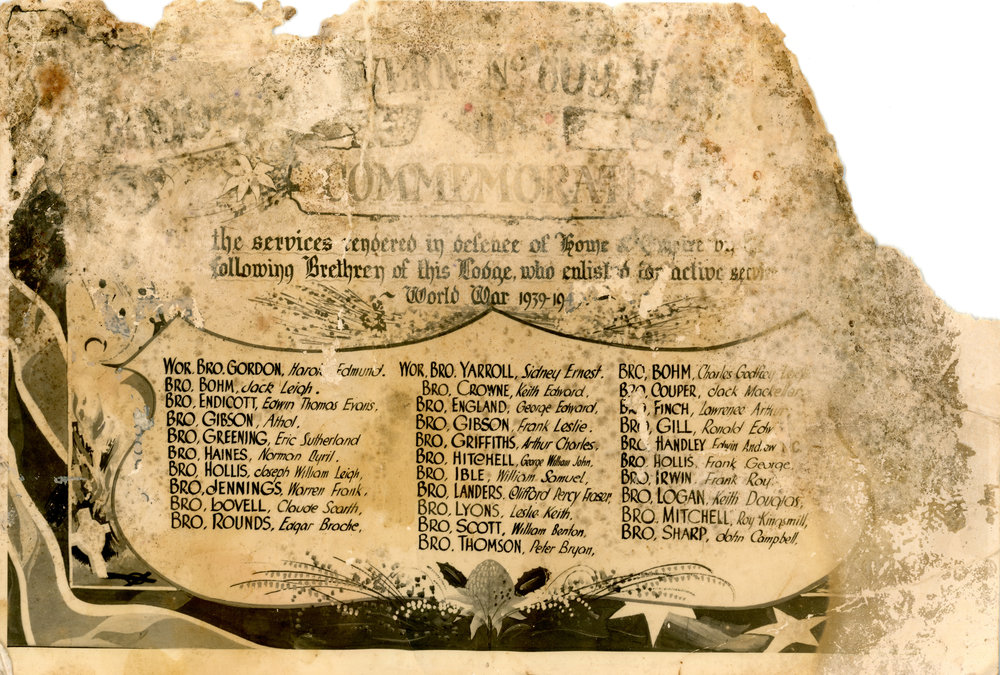 COMMEMORAT
the services rendered in defence of Home & Empire by
following Brethren of this Lodge, who enlisted for active serv
World War 1939-19
WOR. BRO. GORDON, Harold Edmund.
BRO. BOHM, Jack Leigh.
BRO. ENDICOTT, Edwin Thomas Evans,
BRO. GIBSON, Athol.
BRO. GREENING, Eric Sutherland
BRO. HAINES, Norman Cyril.
BRO. HOLLIS, Joseph William Leigh,
BRO. JENNINGS, Warren Frank,
BRO. LOVELL, Claude Scarth,
BRO. ROUNDS, Edgar Broche,
WOR. BRO. YARROLL, Sidney Ernest.
BRO. CROWNE, Keith Edward,
BRO. ENGLAND, George Edward,
BRO. GIBSON, Frank Leslie.
BRO. GRIFFITHS, Arthur Charles,
BRO. HITCHELL, George William John,
BRO. IBLE, William Samuel,
BRO. LANDERS, Clifford Percy Fraser,
BRO. LYONS, Leslie Keith,
BRO. SCOTT, William Benton,
BRO. THOMSON, Peter Bryan,
BRO. BOHM, Charles Godfrey
BRO. COUPER, Jack
BRO. FINCH, Lawrence Arthur
BRO. GILL, Ronald Edw
BRO. HANDLEY Edwin Andrew
BRO. HOLLIS, Frank George,
BRO. IRWIN, Frank Roy,
BRO. LOGAN, Keith Douglas,
BRO. MITCHELL, Roy Kingsmill,
BRO. SHARP, John Campbell,